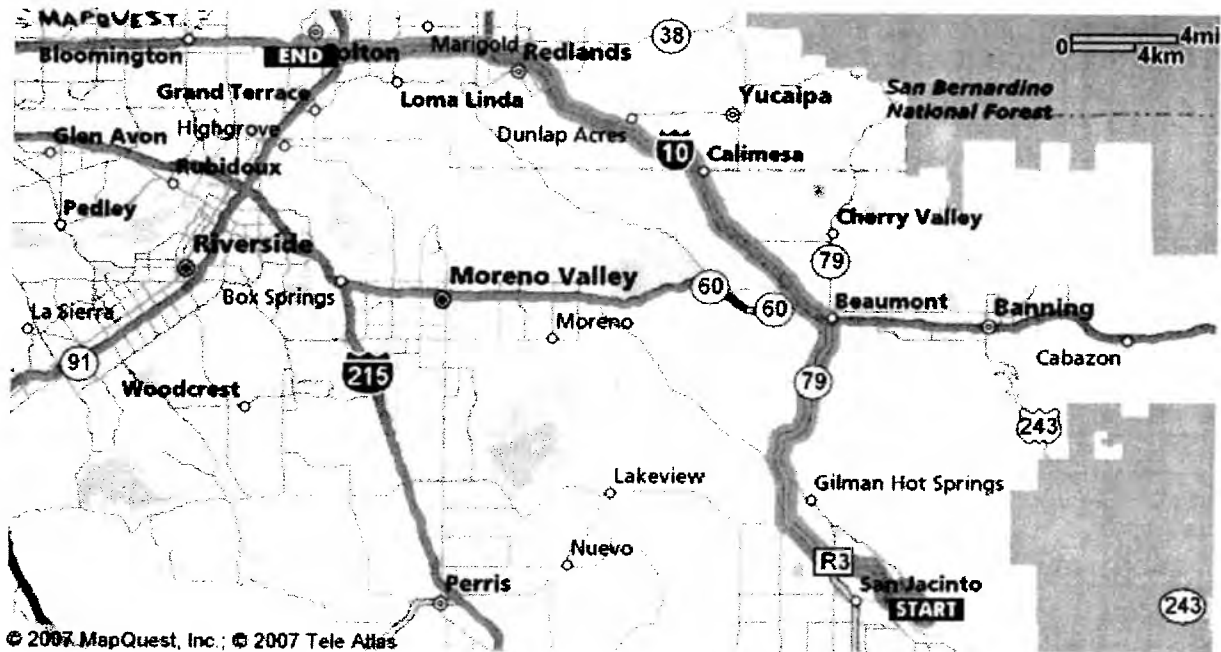 MAPQUEST
Bloomington
END
olton
Marigold
Redlands
38
0
4mi
4km
Grand Terrace
Loma Linda
Yucaipa
San Bernardino
National Forest
Glen Avon
Highgrove
Dunlap Acres
10
Calimesa
Rubidoux
Pedley
Cherry Valley
Riverside
79
Box Springs
Moreno Valley
60
60
Beaumont
Banning
La Sierra
Moreno
Cabazon
91
215
79
Woodcrest
243
Lakeview
Gilman Hot Springs
Nuevo
R3
Perris
San Jacinto
START
243
© 2007 MapQuest, Inc.; © 2007 Tele Atlas